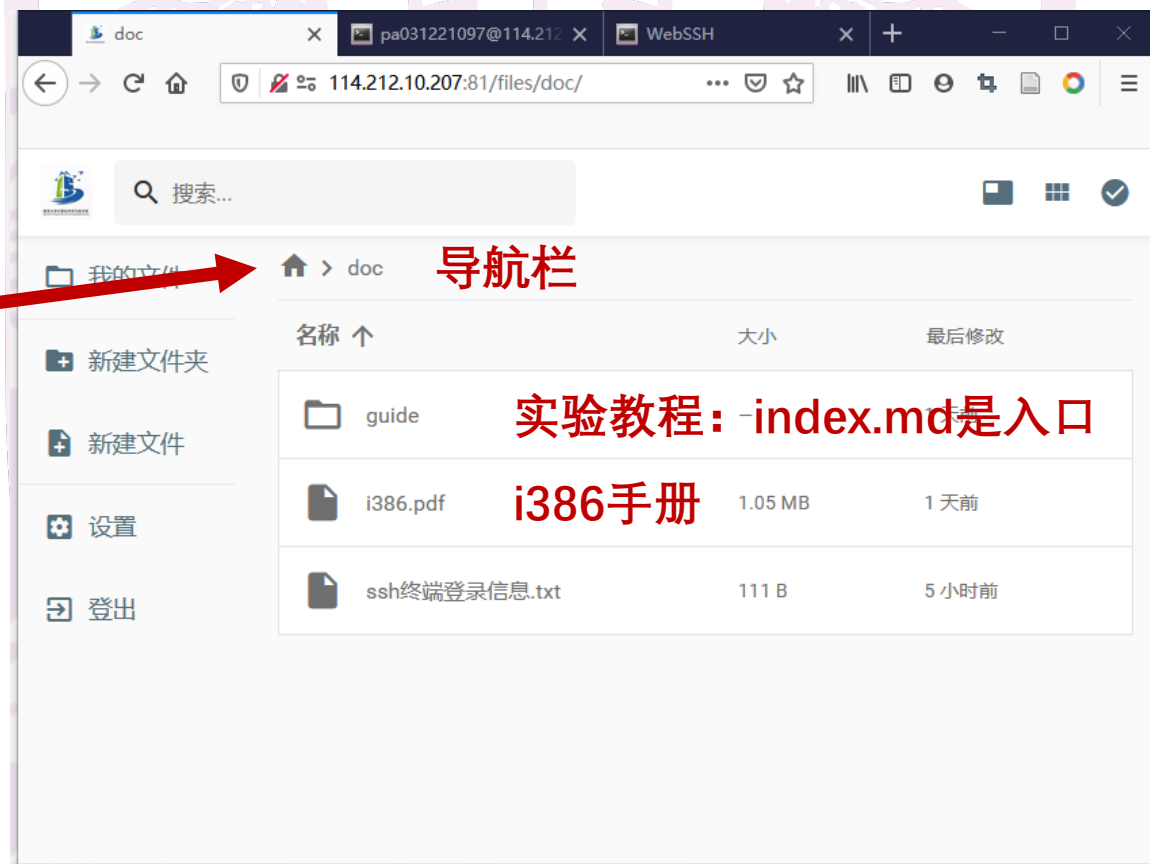 doc
pa031221097@114.212
WebSSH
114.212.10.207:81/files/doc/
搜索...
我的文件
doc
导航栏
名称
大小
最后修改
新建文件夹
guide
实验教程：index.md是入口
–
1 天前
新建文件
i386.pdf
i386手册
1.05 MB
1 天前
设置
ssh终端登录信息.txt
111 B
5 小时前
登出